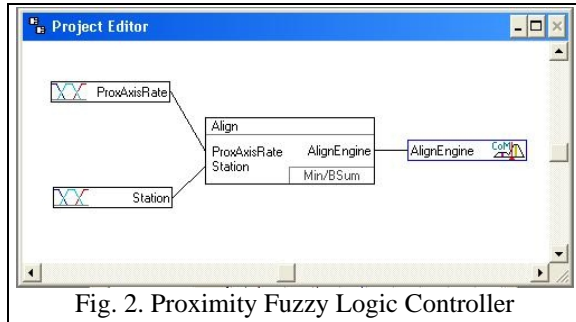 Project Editor
ProxAxisRate
Align
ProxAxisRate AlignEngine
Station
Min/BSum
AlignEngine CoM
Station
Fig. 2. Proximity Fuzzy Logic Controller